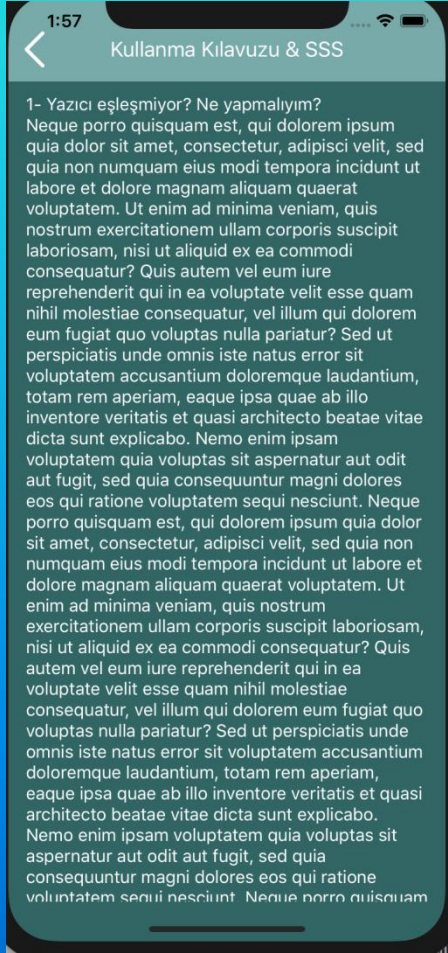 1:57
Kullanma Kılavuzu & SSS
1- Yazıcı eşleşmiyor? Ne yapmalıyım?
Neque porro quisquam est, qui dolorem ipsum
quia dolor sit amet, consectetur, adipisci velit, sed
quia non numquam eius modi tempora incidunt ut
labore et dolore magnam aliquam quaerat
voluptatem. Ut enim ad minima veniam, quis
nostrum exercitationem ullam corporis suscipit
laboriosam, nisi ut aliquid ex ea commodi
consequatur? Quis autem vel eum iure
reprehenderit qui in ea voluptate velit esse quam
nihil molestiae consequatur, vel illum qui dolorem
eum fugiat quo voluptas nulla pariatur? Sed ut
perspiciatis unde omnis iste natus error sit
voluptatem accusantium doloremque laudantium,
totam rem aperiam, eaque ipsa quae ab illo
inventore veritatis et quasi architecto beatae vitae
dicta sunt explicabo. Nemo enim ipsam
voluptatem quia voluptas sit aspernatur aut odit
aut fugit, sed quia consequuntur magni dolores
eos qui ratione voluptatem sequi nesciunt. Neque
porro quisquam est, qui dolorem ipsum quia dolor
sit amet, consectetur, adipisci velit, sed quia non
numquam eius modi tempora incidunt ut labore et
dolore magnam aliquam quaerat voluptatem. Ut
enim ad minima veniam, quis nostrum
exercitationem ullam corporis suscipit laboriosam,
nisi ut aliquid ex ea commodi consequatur? Quis
autem vel eum iure reprehenderit qui in ea
voluptate velit esse quam nihil molestiae
consequatur, vel illum qui dolorem eum fugiat quo
voluptas nulla pariatur? Sed ut perspiciatis unde
omnis iste natus error sit voluptatem accusantium
doloremque laudantium, totam rem aperiam,
eaque ipsa quae ab illo inventore veritatis et quasi
architecto beatae vitae dicta sunt explicabo.
Nemo enim ipsam voluptatem quia voluptas sit
aspernatur aut odit aut fugit, sed quia
consequuntur magni dolores eos qui ratione
voluptatem sequi nesciunt. Neque porro quisquam